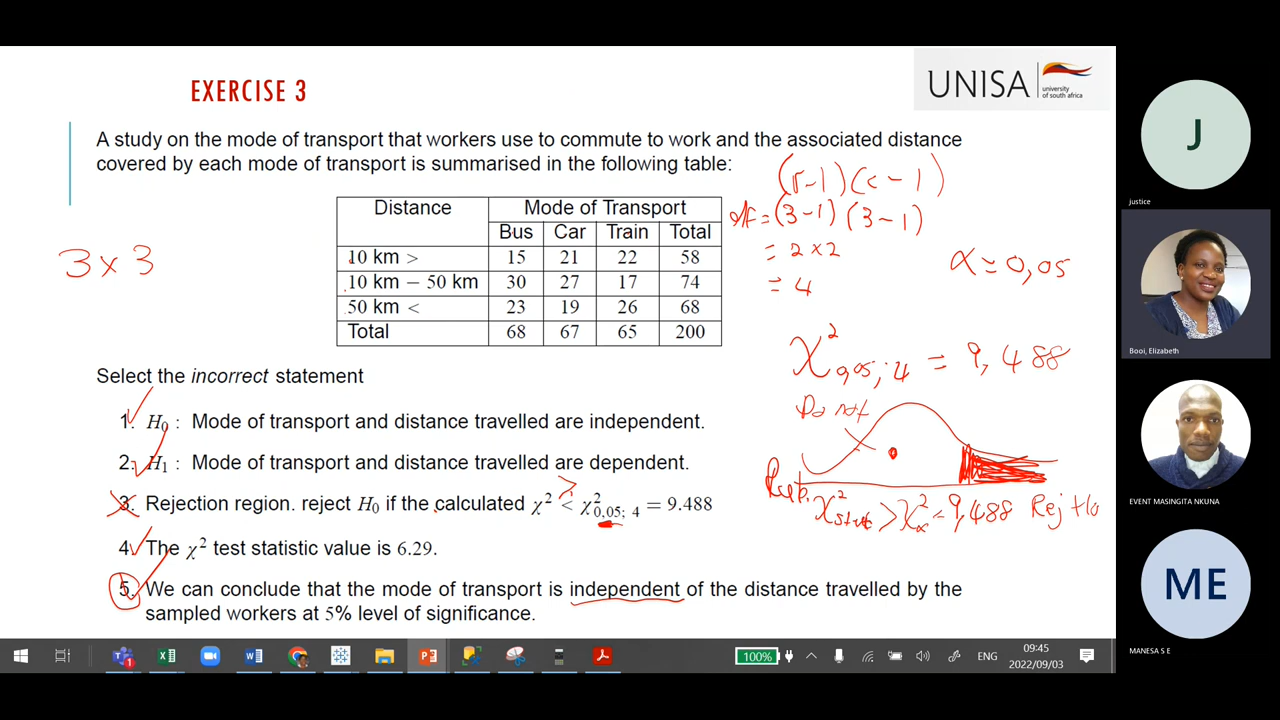 EXERCISE 3
UNISA
university
of south africa
A study on the mode of transport that workers use to commute to work and the associated distance
covered by each mode of transport is summarised in the following table:
(r-1)(c-1)
df = (3-1)(3-1)
= 2×2
= 4
3×3
α = 0,05
Distance Mode of Transport
Bus Car Train Total
10 km > 15 21 22 58
10 km − 50 km 30 27 17 74
50 km < 23 19 26 68
Total 68 67 65 200
χ²0,05; 4 = 9,488
Do not
Select the incorrect statement
1. H0 : Mode of transport and distance travelled are independent.
2. H1 : Mode of transport and distance travelled are dependent.
>
3. Rejection region. reject H0 if the calculated χ² < χ²0,05; 4 = 9.488
χ²stat > χ²α = 9,488 Rej Ho
4. The χ² test statistic value is 6.29.
5. We can conclude that the mode of transport is independent of the distance travelled by the
sampled workers at 5% level of significance.
J
justice
Booi, Elizabeth
EVENT MASINGITA NKUNA
ME
MANESA S E
100%
ENG
09:45
2022/09/03